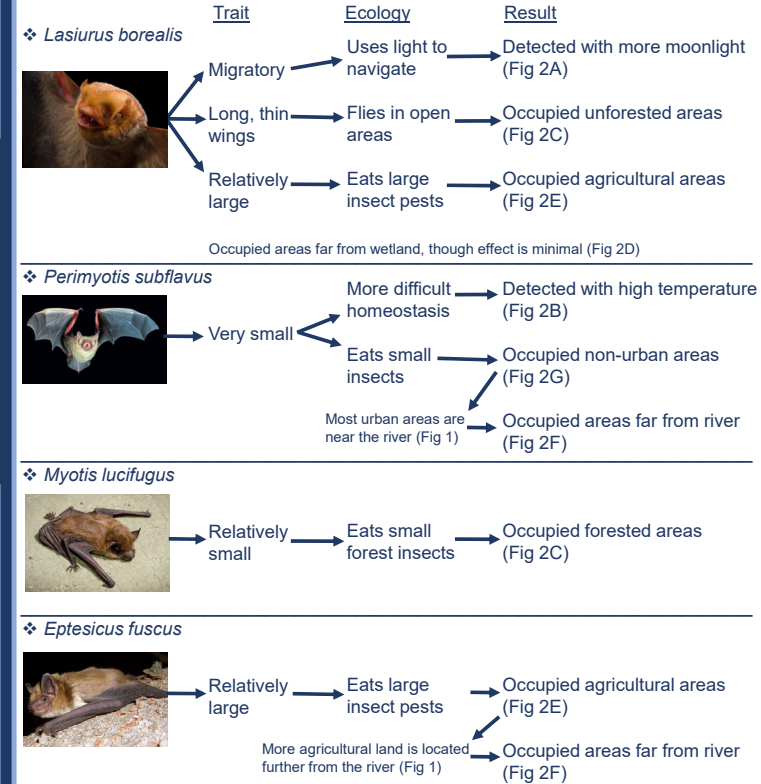 Trait Ecology Result
❖ Lasiurus borealis
Uses light to navigate
Detected with more moonlight (Fig 2A)
Migratory
Long, thin wings
Flies in open areas
Occupied unforested areas (Fig 2C)
Relatively large
Eats large insect pests
Occupied agricultural areas (Fig 2E)
Occupied areas far from wetland, though effect is minimal (Fig 2D)
❖ Perimyotis subflavus
More difficult homeostasis
Detected with high temperature (Fig 2B)
Very small
Eats small insects
Occupied non-urban areas (Fig 2G)
Most urban areas are near the river (Fig 1)
Occupied areas far from river (Fig 2F)
❖ Myotis lucifugus
Relatively small
Eats small forest insects
Occupied forested areas (Fig 2C)
❖ Eptesicus fuscus
Relatively large
Eats large insect pests
Occupied agricultural areas (Fig 2E)
More agricultural land is located further from the river (Fig 1)
Occupied areas far from river (Fig 2F)